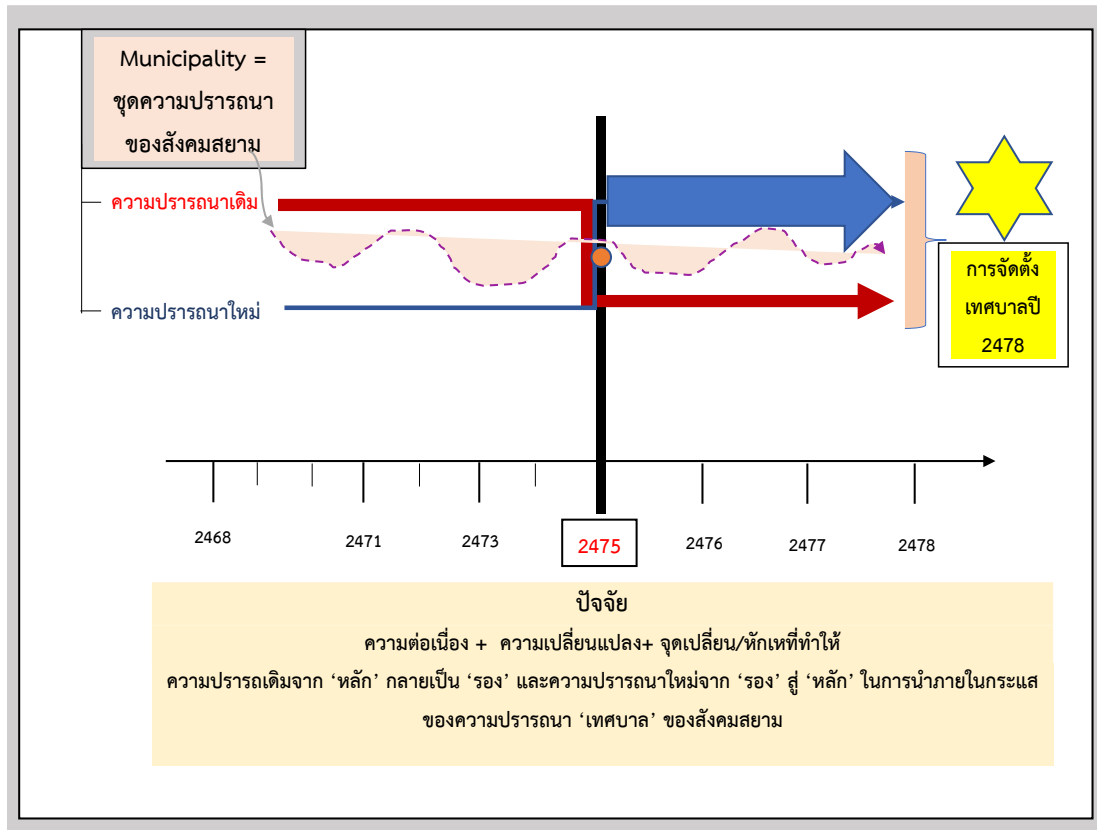 Municipality =
ชุดความปรารถนา
ของสังคมสยาม
ความปรารถนาเดิม
ความปรารถนาใหม่
การจัดตั้ง
เทศบาลปี
2478
2468
2471
2473
2475
2476
2477
2478
ปัจจัย
ความต่อเนื่อง + ความเปลี่ยนแปลง+ จุดเปลี่ยน/หักเหที่ทำให้
ความปรารถเดิมจาก ‘หลัก’ กลายเป็น ‘รอง’ และความปรารถนาใหม่จาก ‘รอง’ สู่ ‘หลัก’ ในการนำภายในกระแส
ของความปรารถนา ‘เทศบาล’ ของสังคมสยาม